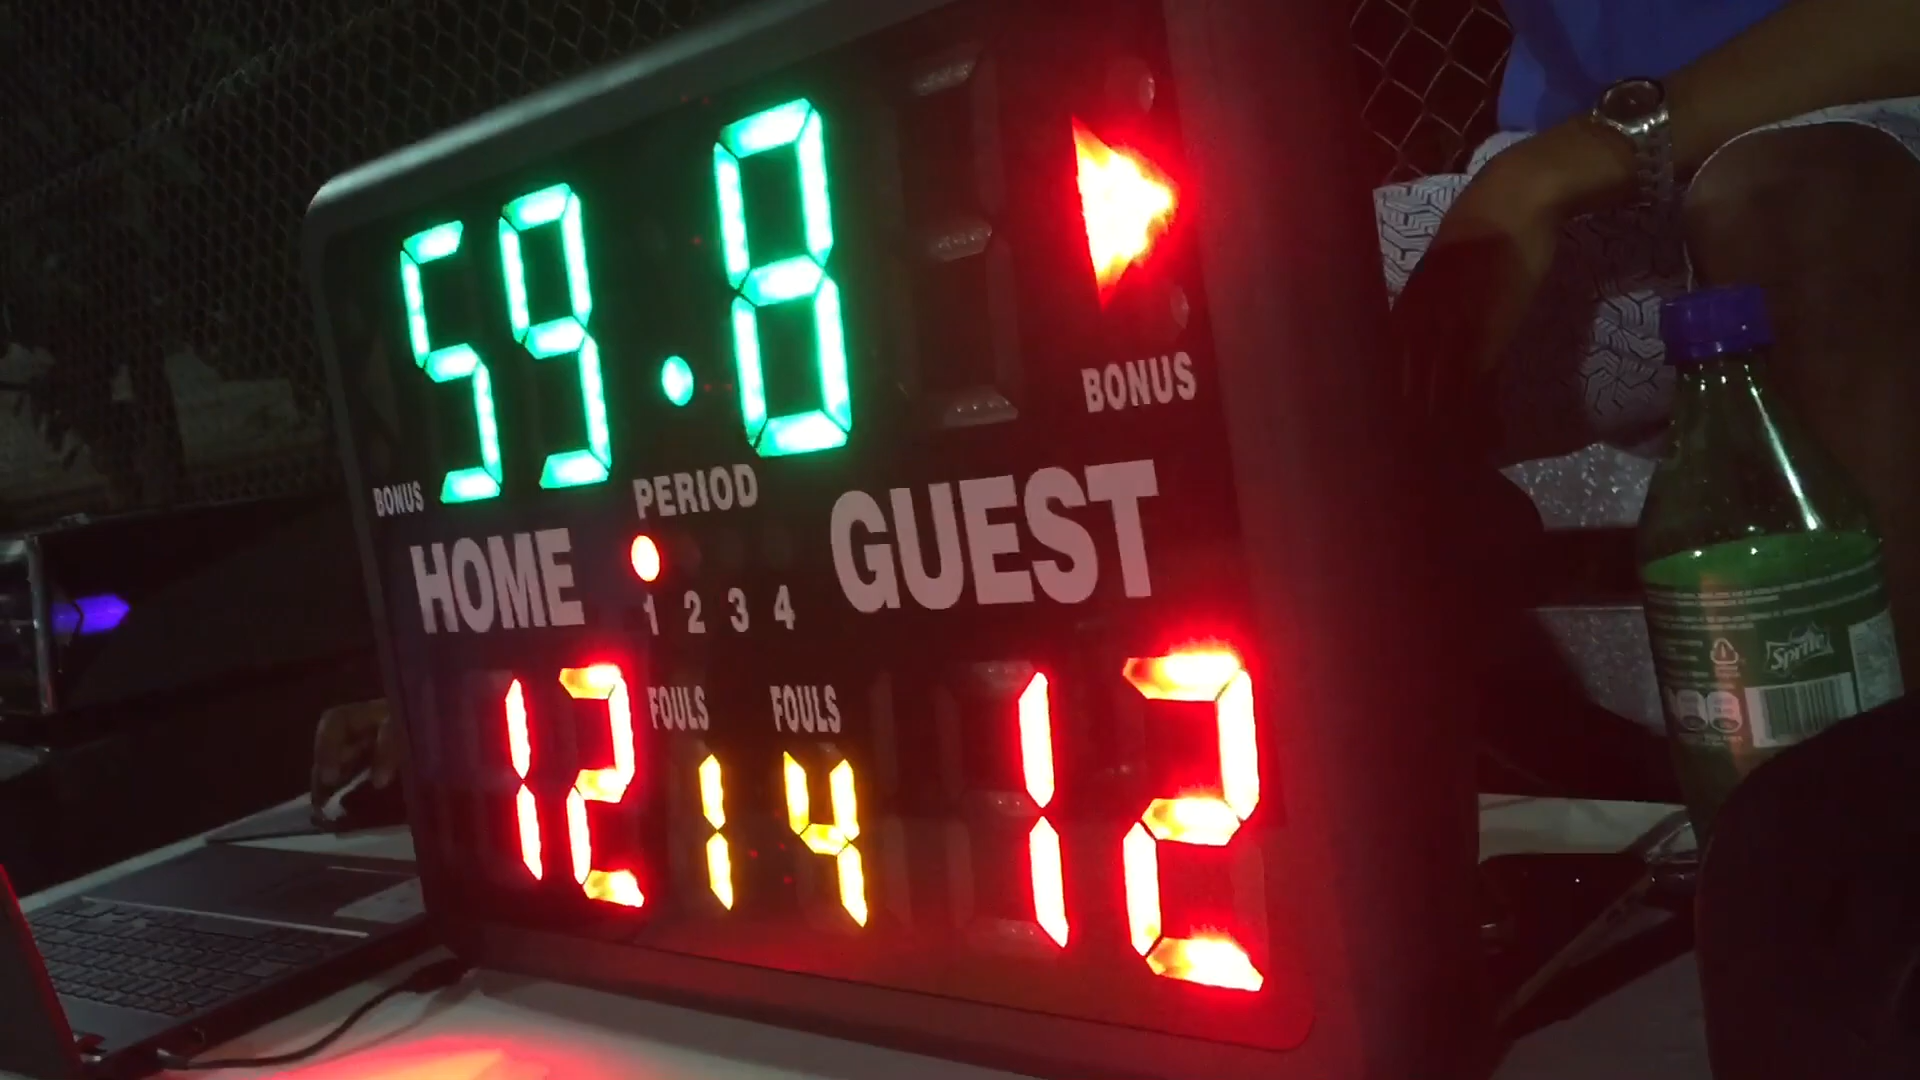 59.8
BONUS
BONUS
PERIOD
HOME
GUEST
1 2 3 4
FOULS FOULS
12
1
4
12
Sprite